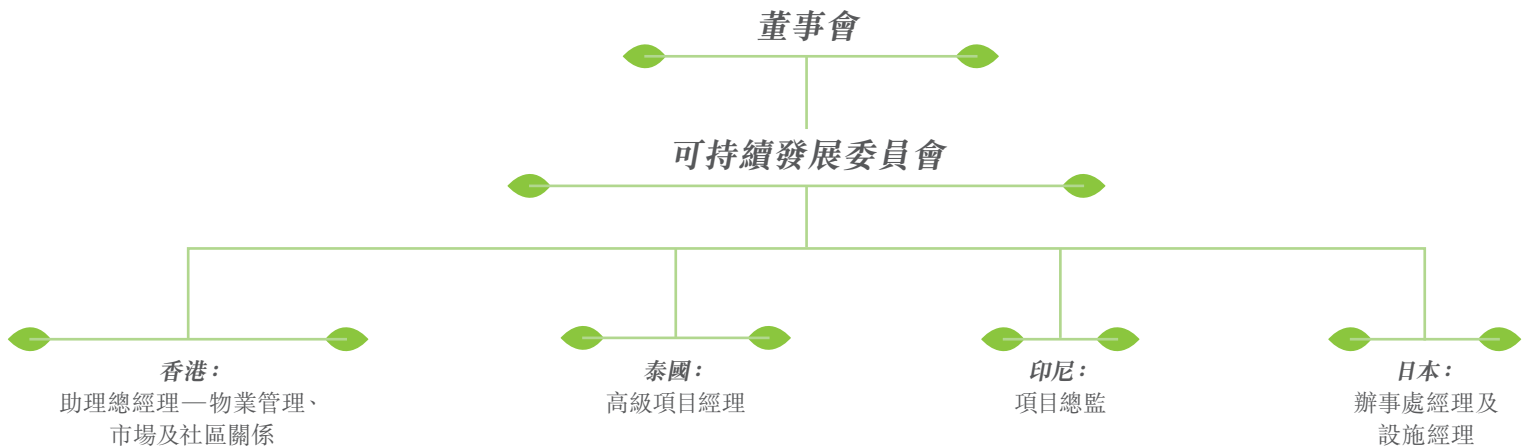 董事會
可持續發展委員會
香港：
助理總經理—物業管理、
市場及社區關係
泰國：
高級項目經理
印尼：
項目總監
日本：
辦事處經理及
設施經理